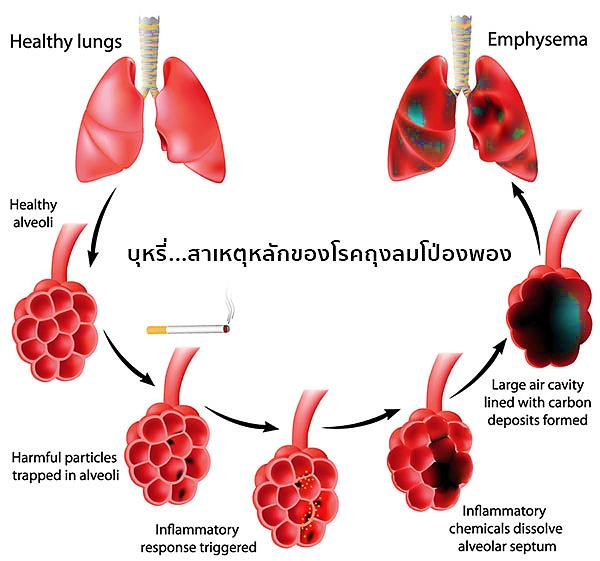 Healthy lungs
Emphysema
Healthy
alveoli
บุหรี่...สาเหตุหลักของโรคถุงลมโป่องพอง
Large air cavity
lined with carbon
deposits formed
Harmful particles
trapped in alveoli
Inflammatory
response triggered
Inflammatory
chemicals dissolve
alveolar septum